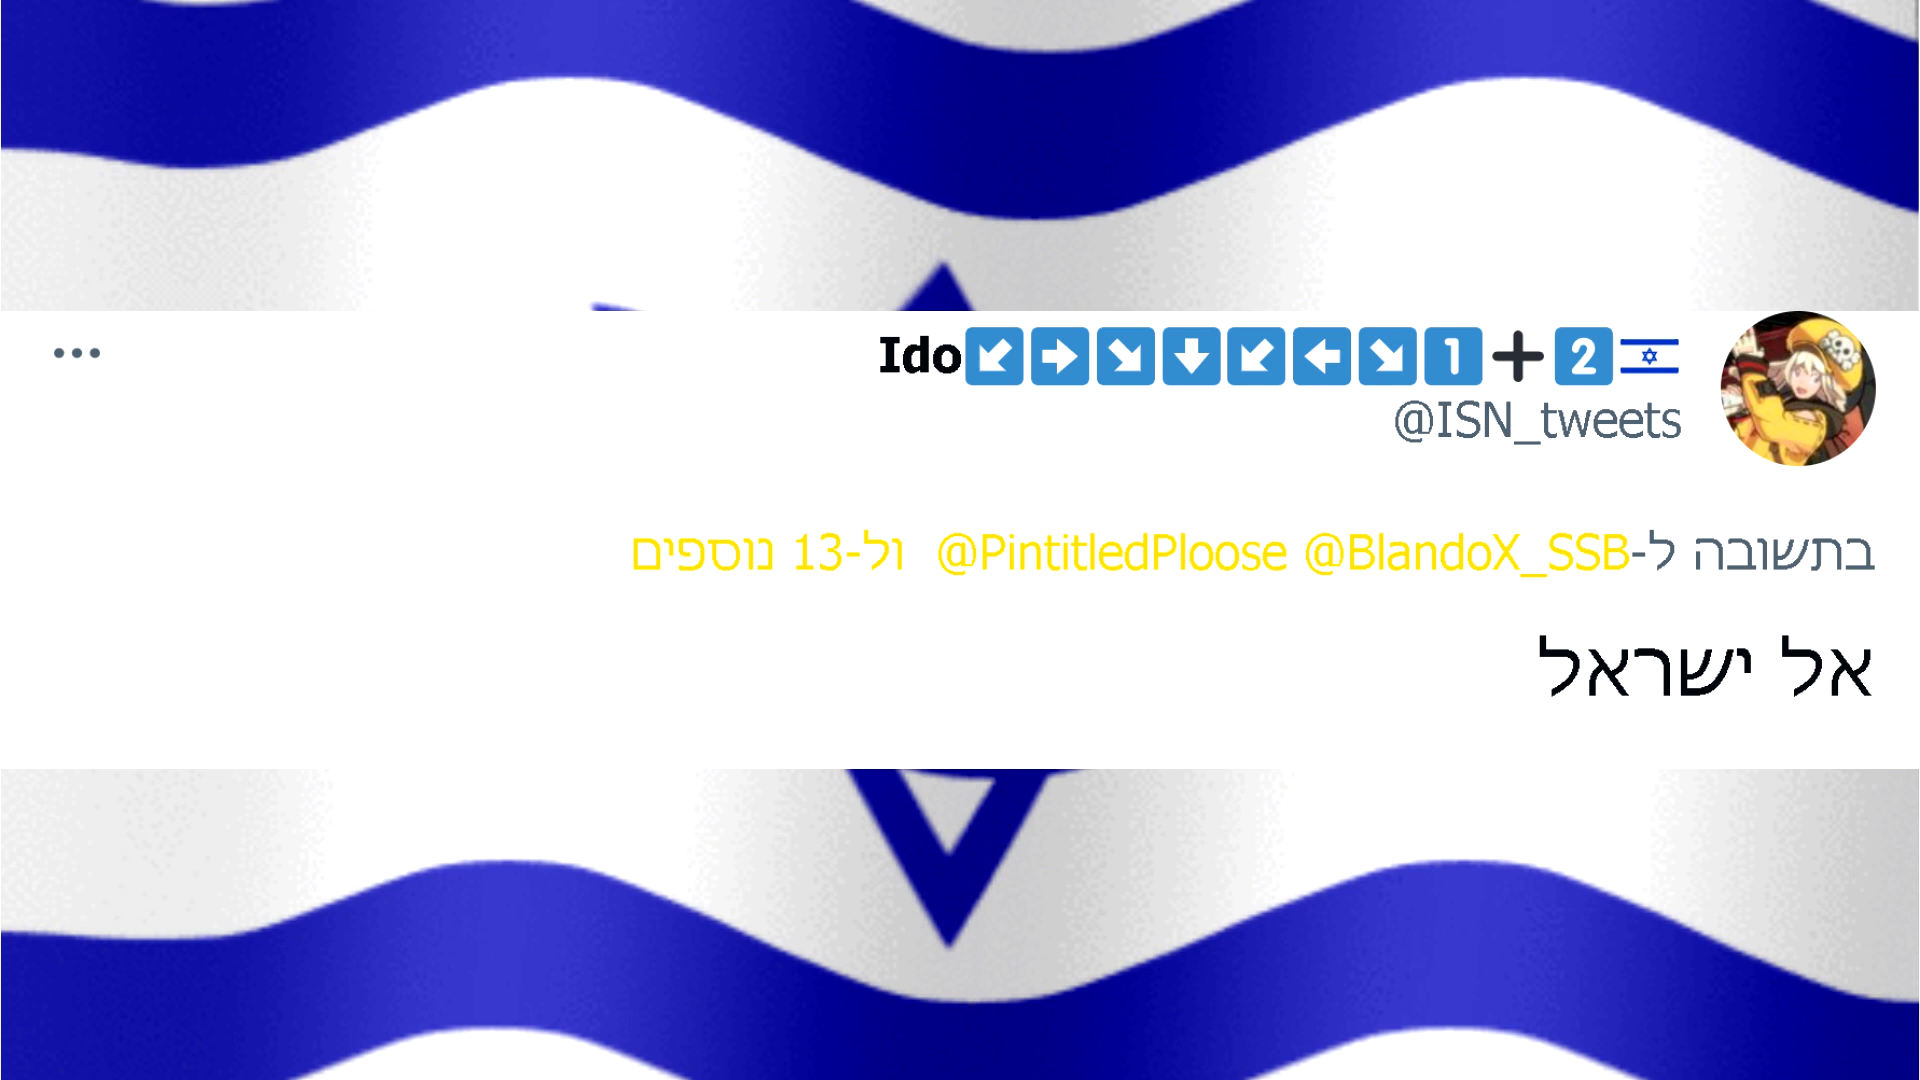 Ido↙️➡️↘️⬇️↙️⬅️↘️1️⃣➕2️⃣🇮🇱
@ISN_tweets
בתשובה ל-@BlandoX_SSB @PintitledPloose ול-13 נוספים
אל ישראל